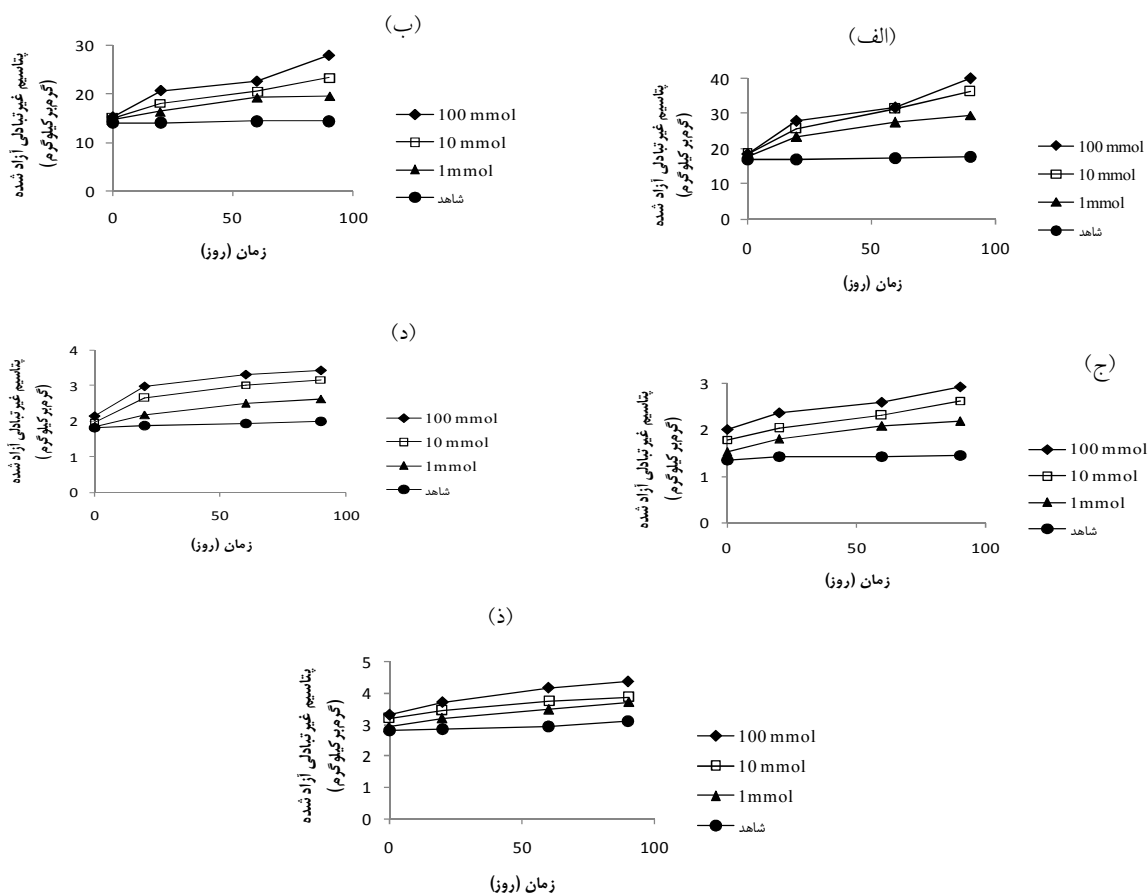 (الف)
پتاسیم غیر تبادلی آزاد شده
(گرم‌بر کیلوگرم)
40
30
20
10
0
0
50
100
زمان (روز)
100 mmol
10 mmol
1mmol
شاهد
(ب)
پتاسیم غیر تبادلی آزاد شده
(گرم‌بر کیلوگرم)
30
20
10
0
0
50
100
زمان (روز)
100 mmol
10 mmol
1mmol
شاهد
(ج)
پتاسیم غیر تبادلی آزاد شده
(گرم‌بر کیلوگرم)
3
2
1
0
0
50
100
زمان (روز)
100 mmol
10 mmol
1mmol
شاهد
(د)
پتاسیم غیر تبادلی آزاد شده
(گرم‌بر کیلوگرم)
4
3
2
1
0
0
50
100
زمان (روز)
100 mmol
10 mmol
1mmol
شاهد
(ذ)
پتاسیم غیر تبادلی آزاد شده
(گرم‌بر کیلوگرم)
5
4
3
2
1
0
0
50
100
زمان (روز)
100 mmol
10 mmol
1mmol
شاهد